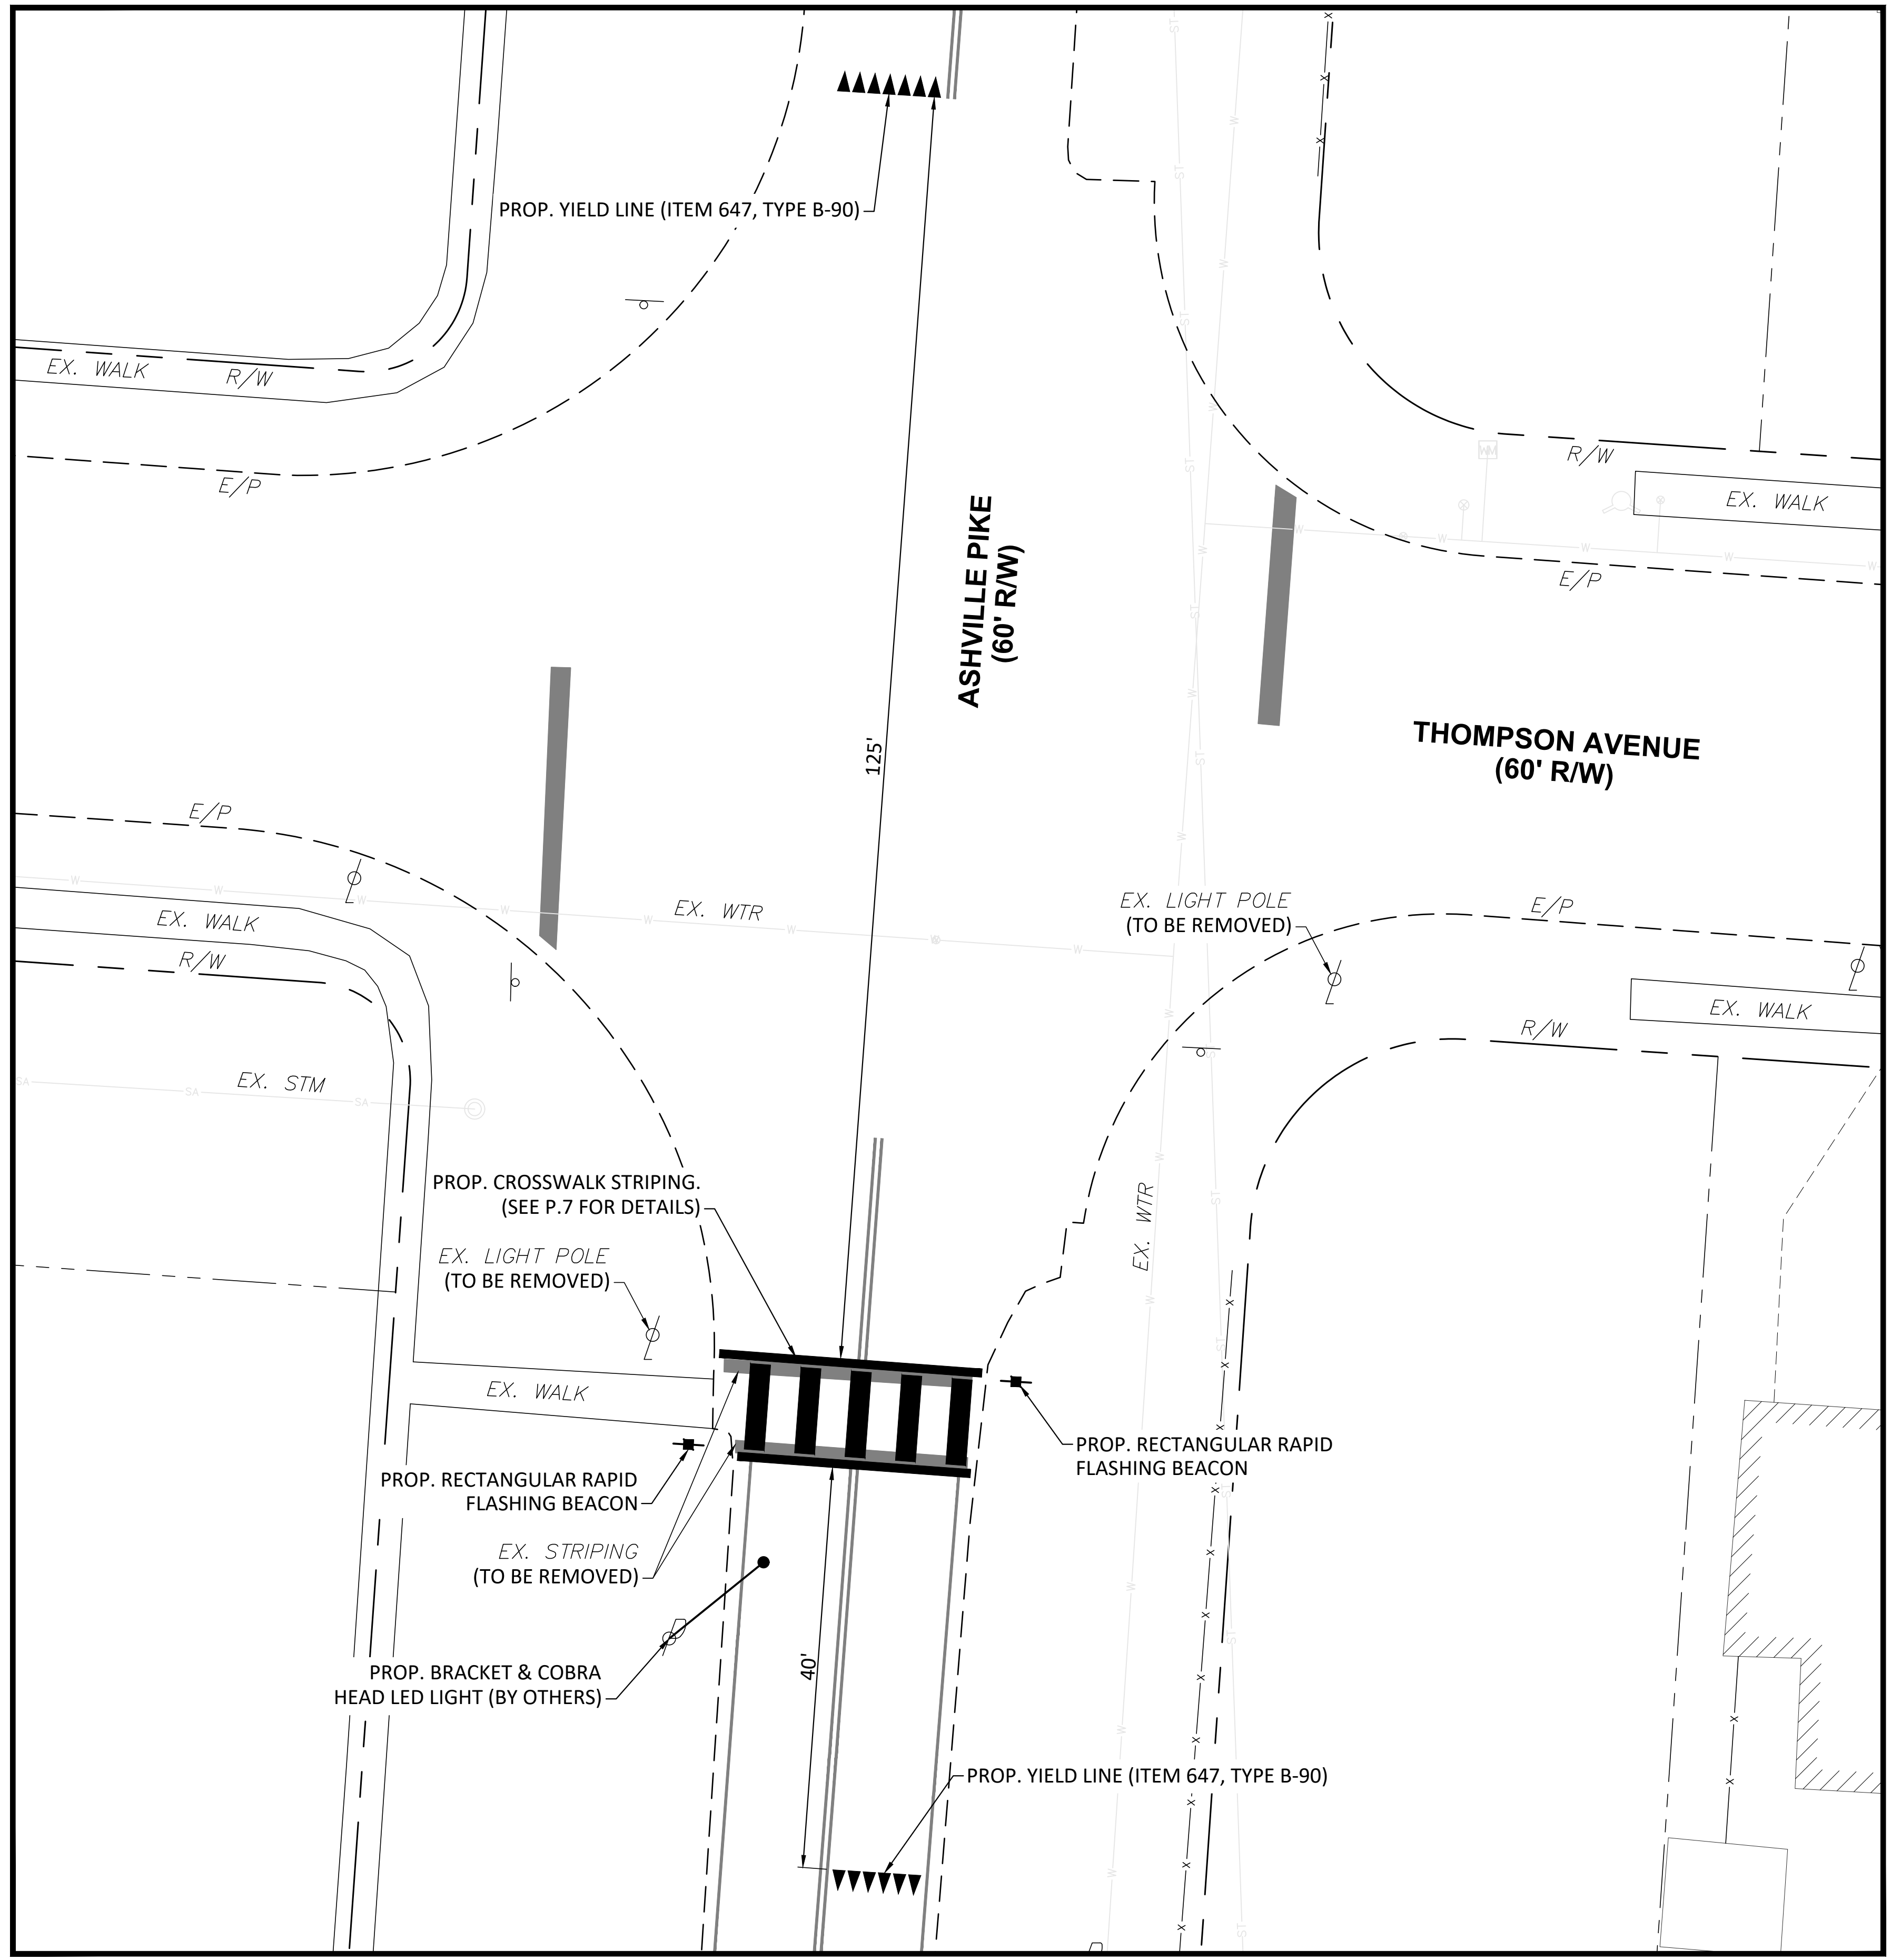 PROP. YIELD LINE (ITEM 647, TYPE B-90)
EX. WALK
R/W
E/P
ASHVILLE PIKE
(60' R/W)
R/W
WM
EX. WALK
E/P
125'
THOMPSON AVENUE
(60' R/W)
E/P
EX. WALK
R/W
EX. WTR
EX. LIGHT POLE
(TO BE REMOVED)
E/P
EX. WALK
R/W
EX. STM
PROP. CROSSWALK STRIPING.
(SEE P.7 FOR DETAILS)
EX. WTR
EX. LIGHT POLE
(TO BE REMOVED)
EX. WALK
PROP. RECTANGULAR RAPID
FLASHING BEACON
PROP. RECTANGULAR RAPID
FLASHING BEACON
EX. STRIPING
(TO BE REMOVED)
40'
PROP. BRACKET & COBRA
HEAD LED LIGHT (BY OTHERS)
PROP. YIELD LINE (ITEM 647, TYPE B-90)